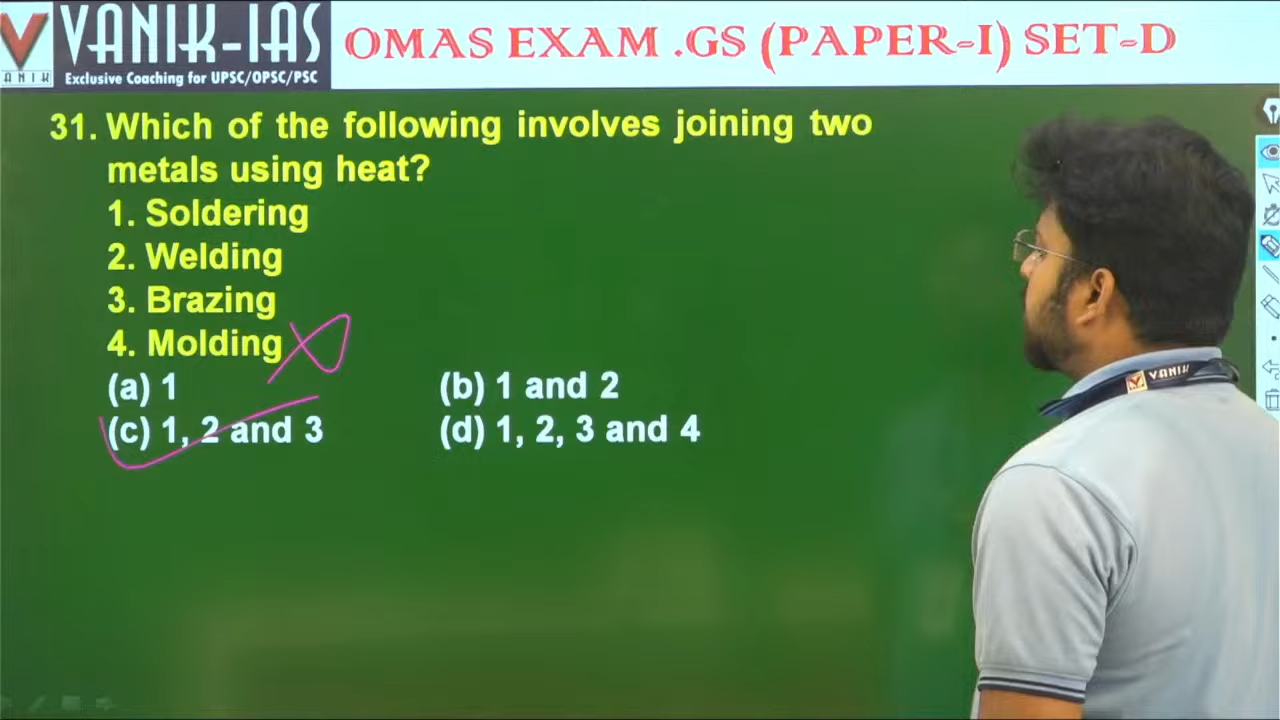 VANIK-IAS
VANIK
Exclusive Coaching for UPSC/OPSC/PSC
OMAS EXAM .GS (PAPER-I) SET-D
31. Which of the following involves joining two
metals using heat?
1. Soldering
2. Welding
3. Brazing
4. Molding
(a) 1
(b) 1 and 2
(c) 1, 2 and 3
(d) 1, 2, 3 and 4
VANIK